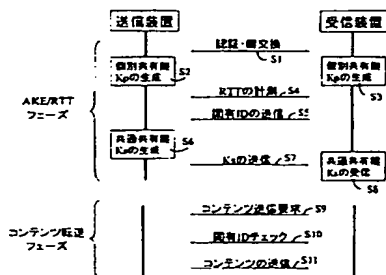 送信装置
受信装置
認証・鍵交換
S1
個別共有鍵
Kpの生成
S2
個別共有鍵
Kpの生成
S3
AKE/RTT
フェーズ
RTTの計測
S4
固有IDの送信
S5
共通共有鍵
Ksの生成
S6
Ksの送信
S7
共通共有鍵
Ksの受信
S8
コンテンツ転送
フェーズ
コンテンツ送信要求
S9
固有IDチェック
S10
コンテンツの送信
S11